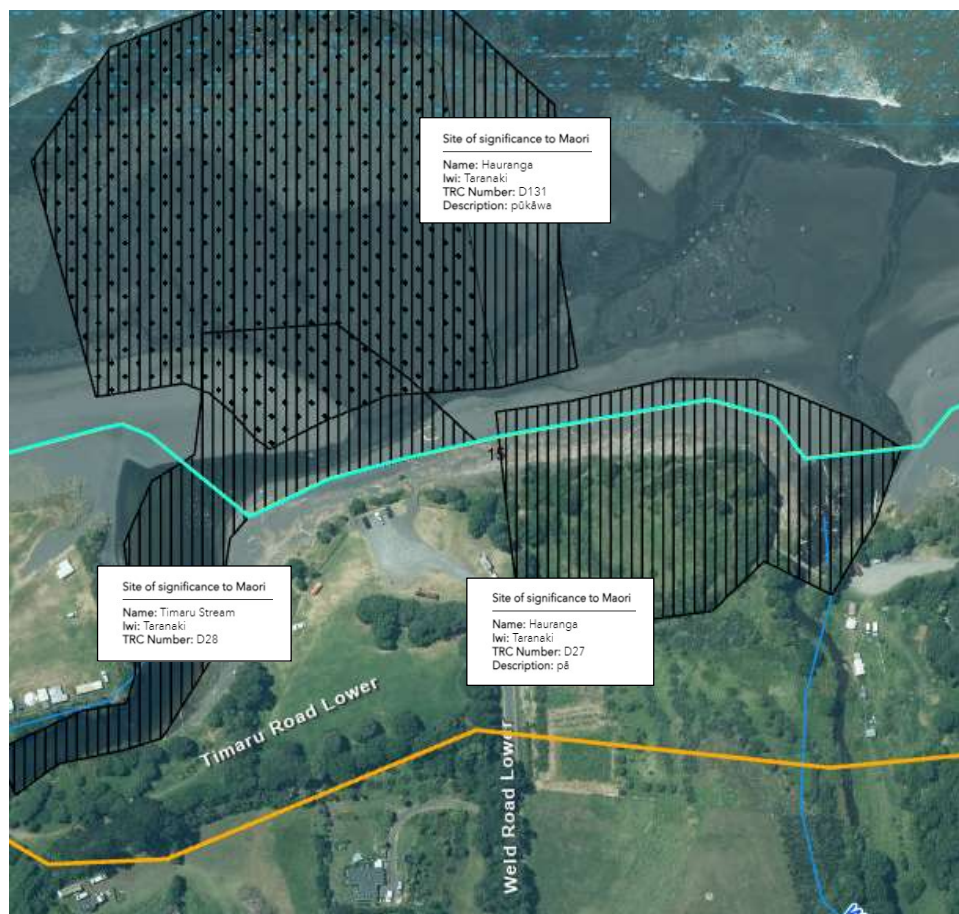 Site of significance to Maori
Name: Hauranga
Iwi: Taranaki
TRC Number: D131
Description: pūkāwa
15
Site of significance to Maori
Name: Timaru Stream
Iwi: Taranaki
TRC Number: D28
Site of significance to Maori
Name: Hauranga
Iwi: Taranaki
TRC Number: D27
Description: pā
Timaru Road Lower
Weld Road Lower